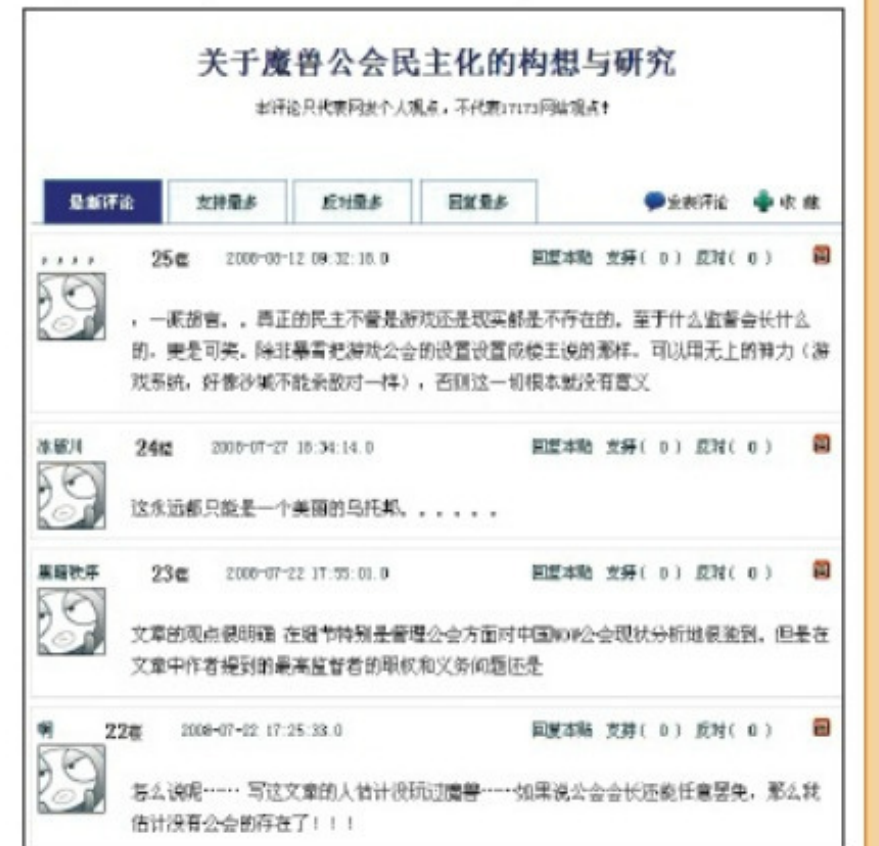 关于魔兽公会民主化的构想与研究
本评论只代表网友个人观点，不代表17173网站观点！
最新评论 支持最多 反对最多 回复最多 发表评论 收 藏
，，，， 25楼 2008-08-12 09:32:18.0 回复本贴 支持( 0 ) 反对( 0 )
，一派胡言。。真正的民主不管是游戏还是现实都是不存在的。至于什么监督会长什么
的，更是可笑。除非暴雪把游戏公会的设置设置成楼主说的那样。可以用无上的神力（游
戏系统，好像沙城不能杀敌对一样），否则这一切根本就没有意义
24楼 2008-07-27 18:34:14.0 回复本贴 支持( 0 ) 反对( 0 )
这永远都只能是一个美丽的乌托邦。。。。。。
黑暗秩序 23楼 2008-07-22 17:55:01.0 回复本贴 支持( 0 ) 反对( 0 )
文章的观点很明确 在细节特别是管理公会方面对中国WOW公会现状分析地很独到。但是在
文章中作者提到的最高监督者的职权和义务问题还是
啊 22楼 2008-07-22 17:25:33.0 回复本贴 支持( 0 ) 反对( 0 )
怎么说呢…… 写这文章的人估计没玩过魔兽……如果说公会会长还能任意罢免，那么我
估计没有公会的存在了！！！